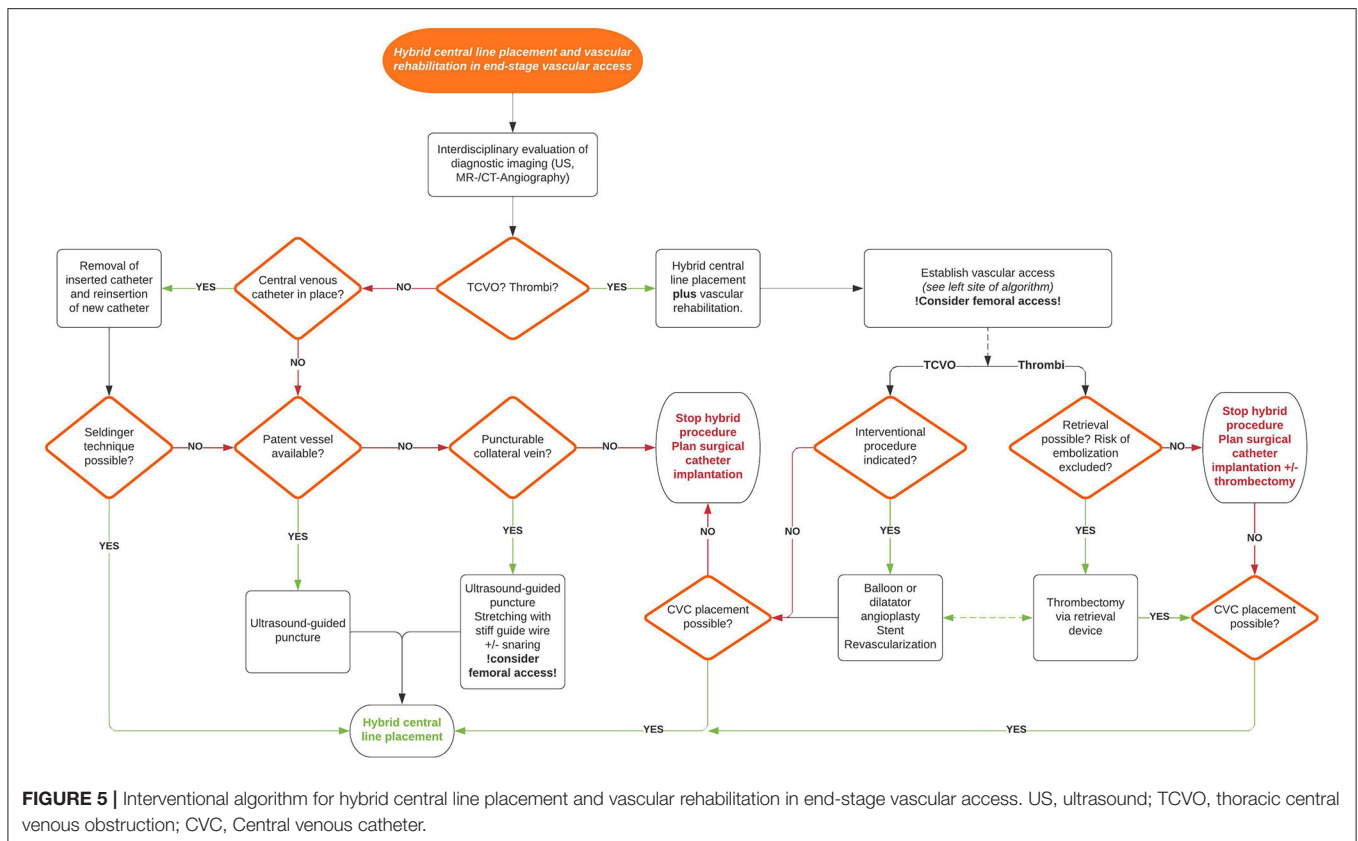 Hybrid central line placement and vascular
rehabilitation in end-stage vascular access
Interdisciplinary evaluation of
diagnostic imaging (US,
MR-/CT-Angiography)
Removal of
inserted catheter
and reinsertion
of new catheter
YES
Central venous
catheter in place?
NO
TCVO? Thrombi?
YES
Hybrid central
line placement
plus vascular
rehabilitation.
Establish vascular access
(see left site of algorithm)
!Consider femoral access!
NO
TCVO
Thrombi
Seldinger
technique
possible?
NO
Patent vessel
available?
NO
Puncturable
collateral vein?
NO
Stop hybrid
procedure
Plan surgical
catheter
implantation
Interventional
procedure
indicated?
Retrieval
possible? Risk of
embolization
excluded?
NO
Stop hybrid
procedure
Plan surgical
catheter
implantation +/-
thrombectomy
YES
YES
YES
NO
NO
YES
YES
NO
Ultrasound-guided
puncture
Ultrasound-guided
puncture
Stretching with
stiff guide wire
+/- snaring
!consider
femoral access!
CVC placement
possible?
Balloon or
dilatator
angioplasty
Stent
Revascularization
Thrombectomy
via retrieval
device
YES
CVC placement
possible?
Hybrid central
line placement
YES
YES
FIGURE 5 | Interventional algorithm for hybrid central line placement and vascular rehabilitation in end-stage vascular access. US, ultrasound; TCVO, thoracic central
venous obstruction; CVC, Central venous catheter.